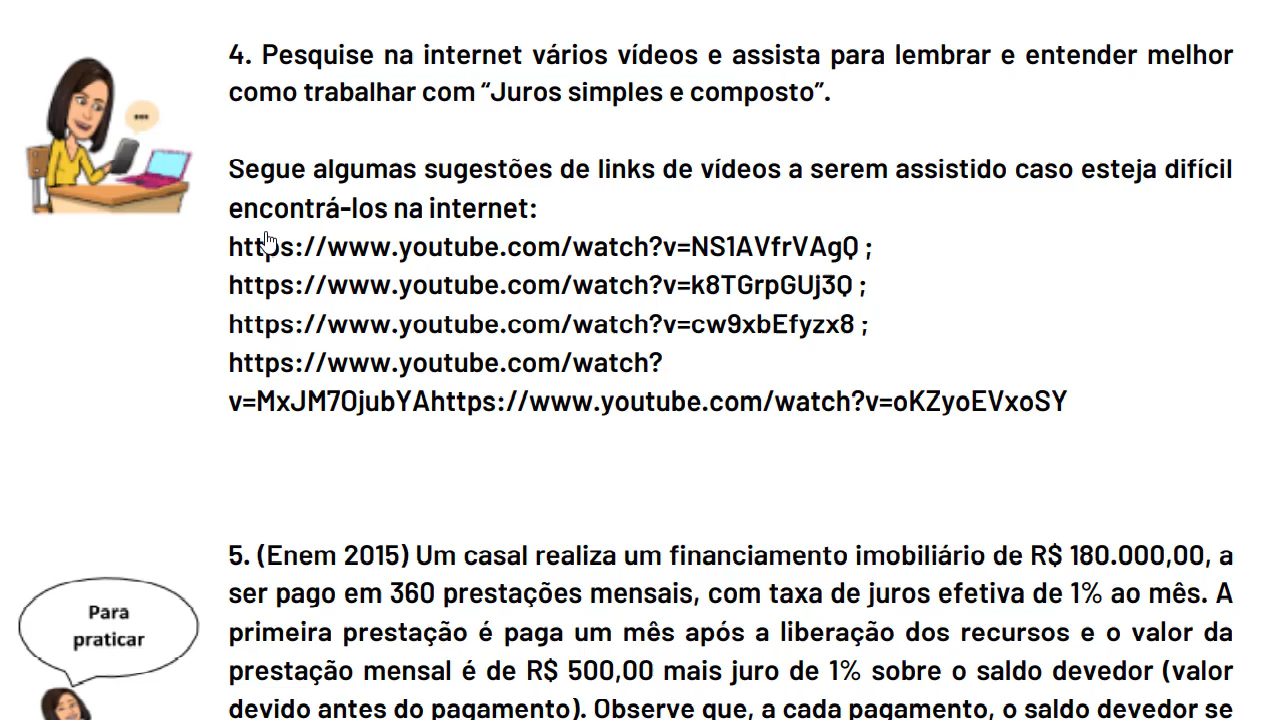 4. Pesquise na internet vários vídeos e assista para lembrar e entender melhor
como trabalhar com “Juros simples e composto”.
Segue algumas sugestões de links de vídeos a serem assistido caso esteja difícil
encontrá-los na internet:
https://www.youtube.com/watch?v=NS1AVfrVAgQ ;
https://www.youtube.com/watch?v=k8TGrpGUj3Q ;
https://www.youtube.com/watch?v=cw9xbEfyzx8 ;
https://www.youtube.com/watch?
v=MxJM7OjubYAhttps://www.youtube.com/watch?v=oKZyoEVxoSY
5. (Enem 2015) Um casal realiza um financiamento imobiliário de R$ 180.000,00, a
ser pago em 360 prestações mensais, com taxa de juros efetiva de 1% ao mês. A
primeira prestação é paga um mês após a liberação dos recursos e o valor da
prestação mensal é de R$ 500,00 mais juro de 1% sobre o saldo devedor (valor
devido antes do pagamento). Observe que, a cada pagamento, o saldo devedor se
Para
praticar